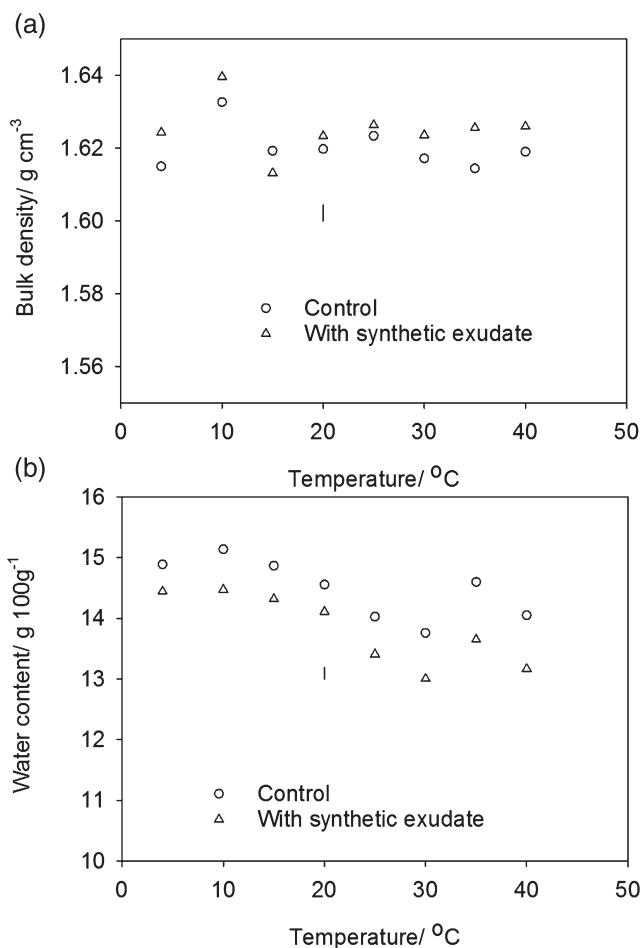 (a)
1.64
1.62
1.60
1.58
1.56
Bulk density/ g cm⁻³
Control
With synthetic exudate
0 10 20 30 40 50
Temperature/ ⁰C
(b)
16
15
14
13
12
11
10
Water content/ g 100g⁻¹
Control
With synthetic exudate
0 10 20 30 40 50
Temperature/ ⁰C